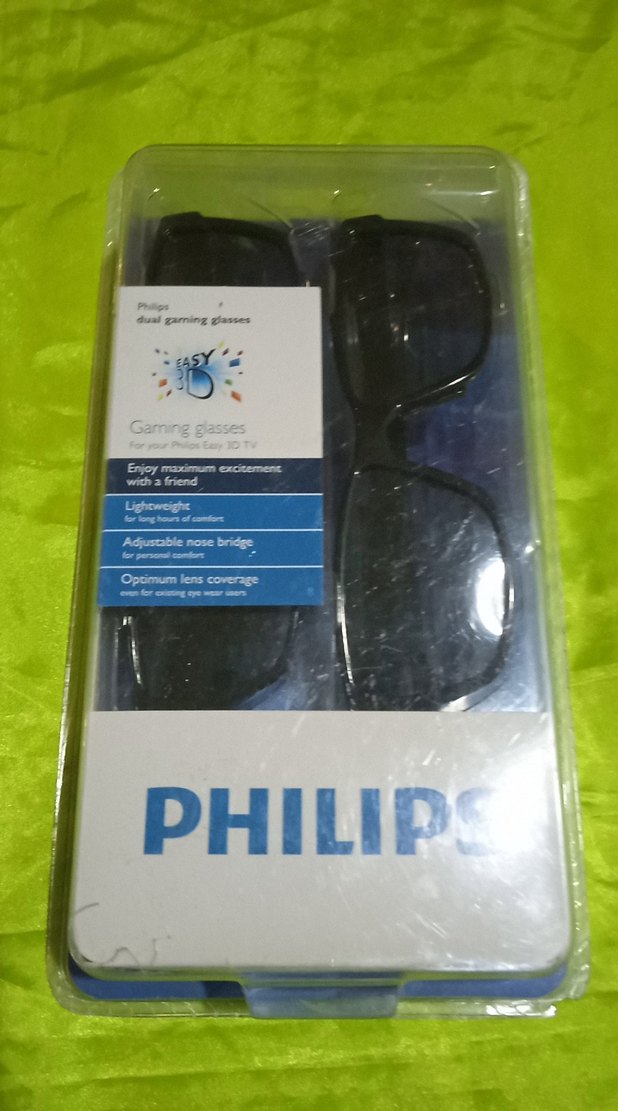 Philips
dual gaming glasses
EASY
3D
Gaming glasses
For your Philips Easy 3D TV
Enjoy maximum excitement
with a friend
Lightweight
for long hours of comfort
Adjustable nose bridge
for personal comfort
Optimum lens coverage
even for existing eye wear users
PHILIPS